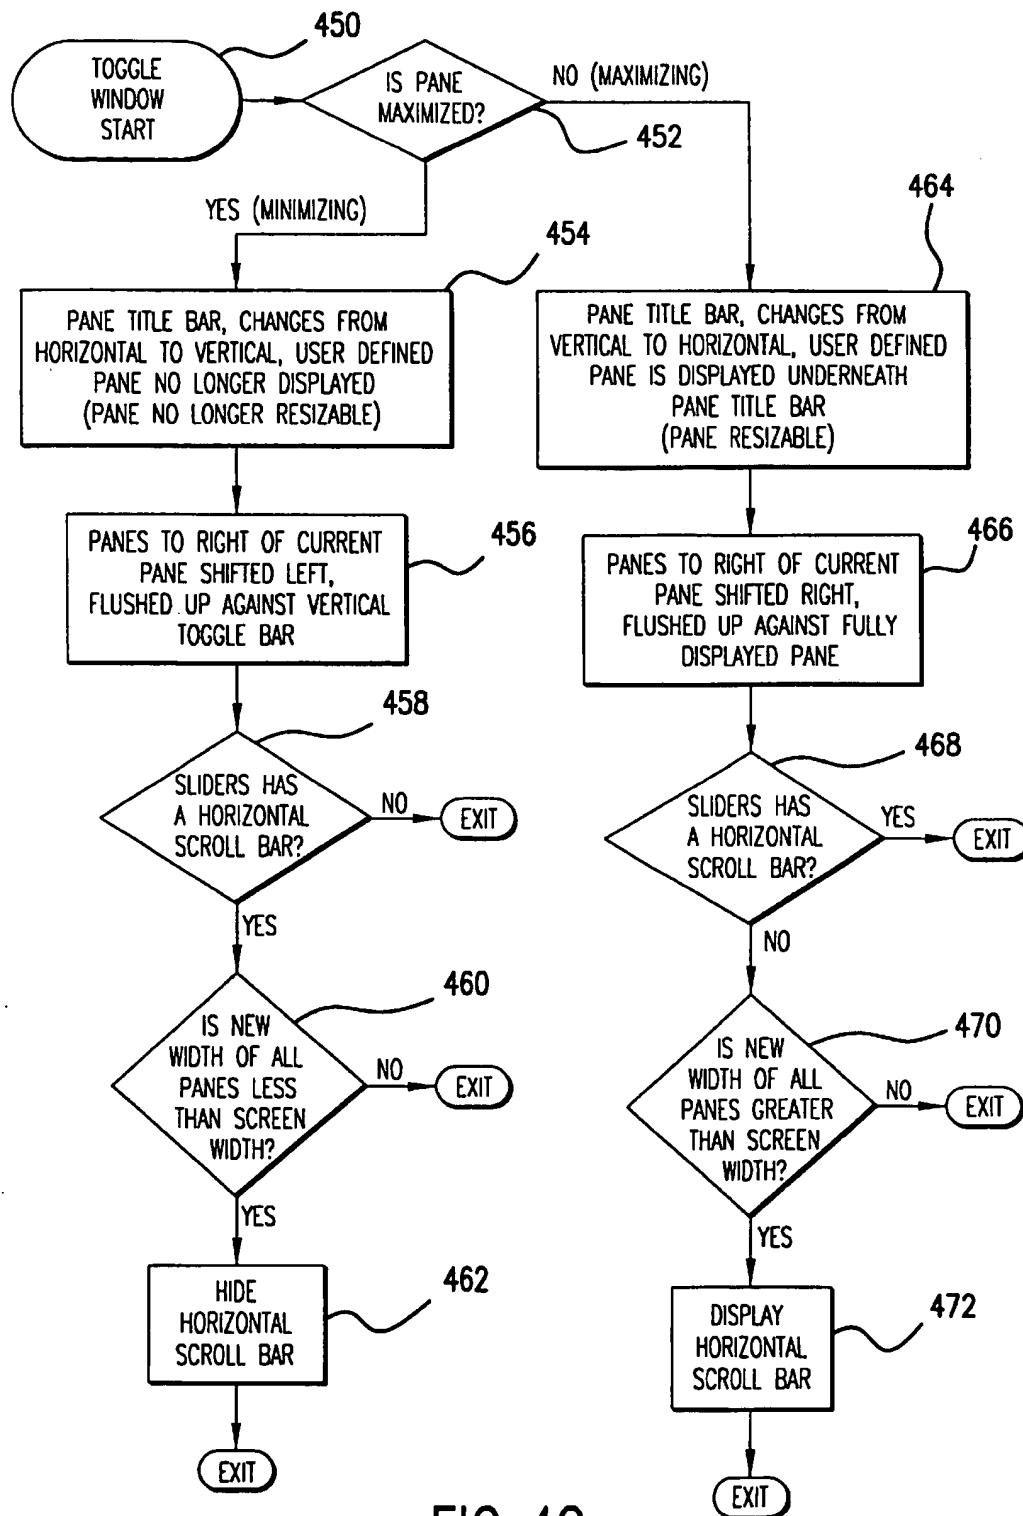 450
TOGGLE
WINDOW
START
IS PANE
MAXIMIZED?
NO (MAXIMIZING)
452
YES (MINIMIZING)
454
PANE TITLE BAR, CHANGES FROM
HORIZONTAL TO VERTICAL, USER DEFINED
PANE NO LONGER DISPLAYED
(PANE NO LONGER RESIZABLE)
456
PANES TO RIGHT OF CURRENT
PANE SHIFTED LEFT,
FLUSHED UP AGAINST VERTICAL
TOGGLE BAR
458
SLIDERS HAS
A HORIZONTAL
SCROLL BAR?
NO
EXIT
YES
460
IS NEW
WIDTH OF ALL
PANES LESS
THAN SCREEN
WIDTH?
NO
EXIT
YES
462
HIDE
HORIZONTAL
SCROLL BAR
EXIT
464
PANE TITLE BAR, CHANGES FROM
VERTICAL TO HORIZONTAL, USER DEFINED
PANE IS DISPLAYED UNDERNEATH
PANE TITLE BAR
(PANE RESIZABLE)
466
PANES TO RIGHT OF CURRENT
PANE SHIFTED RIGHT,
FLUSHED UP AGAINST FULLY
DISPLAYED PANE
468
SLIDERS HAS
A HORIZONTAL
SCROLL BAR?
YES
EXIT
NO
470
IS NEW
WIDTH OF ALL
PANES GREATER
THAN SCREEN
WIDTH?
NO
EXIT
YES
472
DISPLAY
HORIZONTAL
SCROLL BAR
EXIT